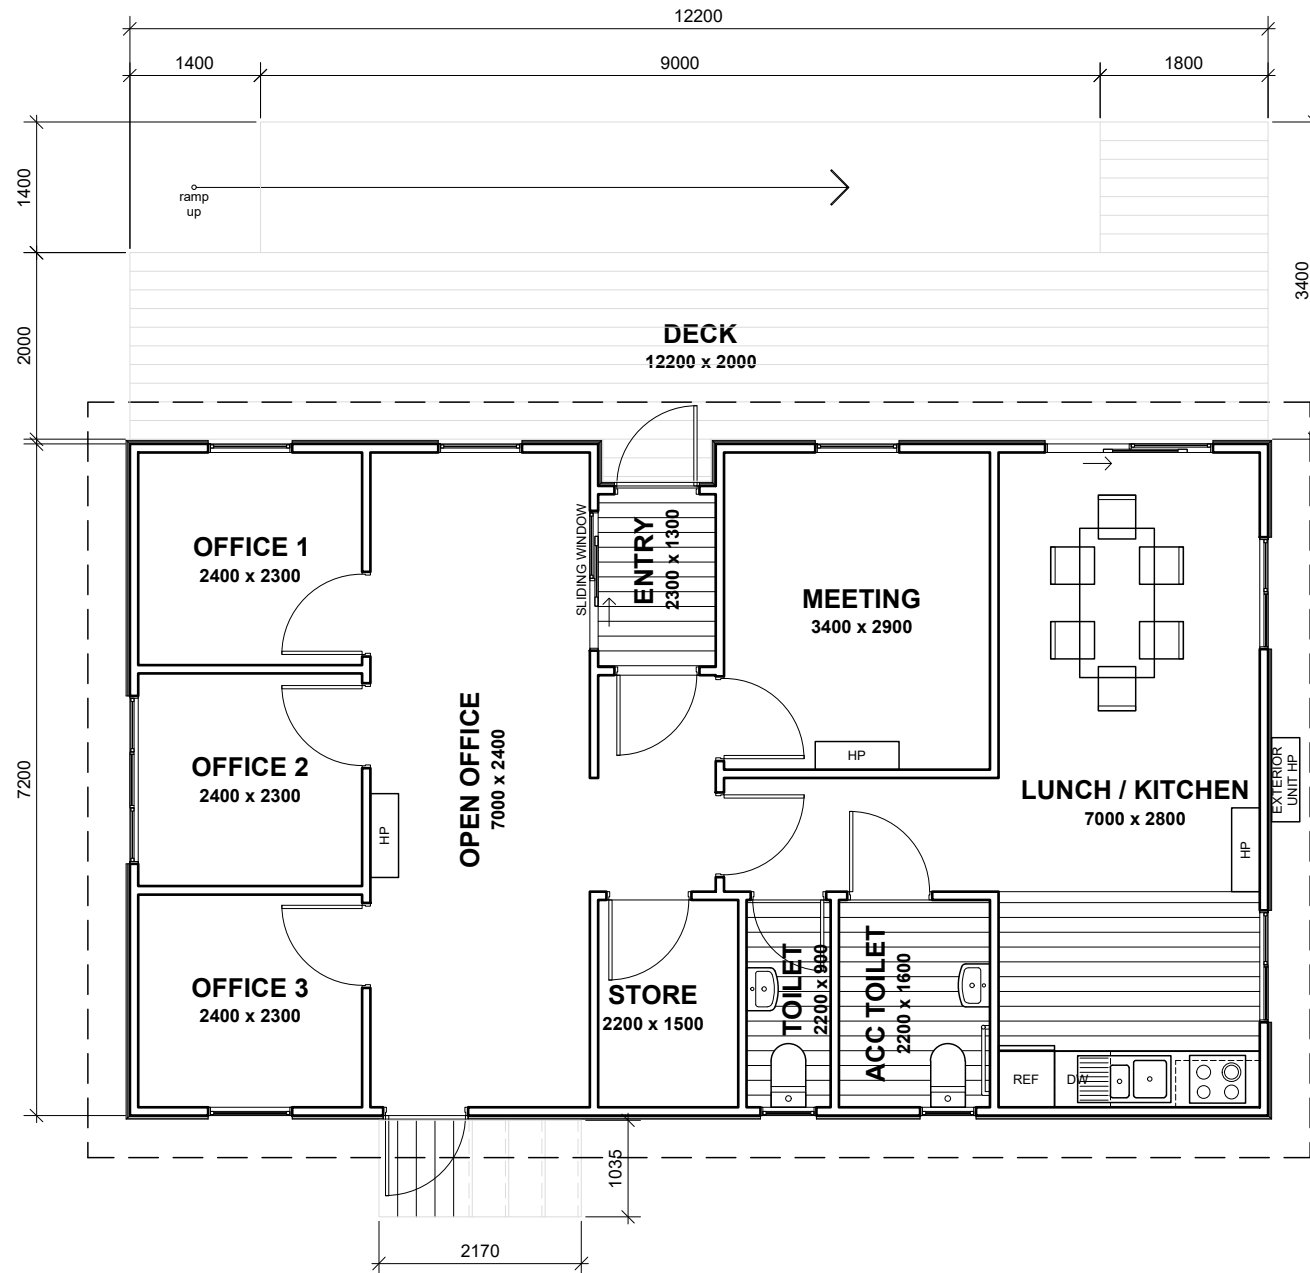 12200
1400
9000
1800
1400
ramp
up
3400
2000
DECK
12200 x 2000
OFFICE 1
2400 x 2300
SLIDING WINDOW
ENTRY
2300 x 1300
MEETING
3400 x 2900
HP
7200
OFFICE 2
2400 x 2300
HP
OPEN OFFICE
7000 x 2400
LUNCH / KITCHEN
7000 x 2800
HP
EXTERIOR
UNIT HP
OFFICE 3
2400 x 2300
STORE
2200 x 1500
TOILET
2200 x 900
ACC TOILET
2200 x 1600
REF
DW
1035
2170